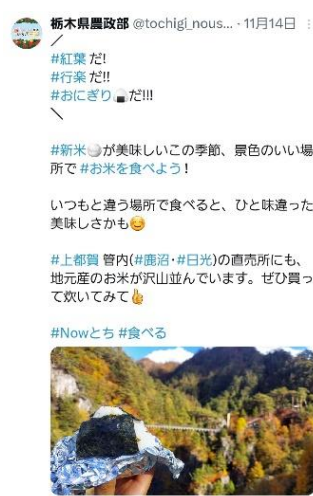 栃木県農政部 @tochigi_nous... · 11月14日
／
#紅葉 だ!
#行楽 だ!!
#おにぎり🍙だ!!!
＼
#新米🍚が美味しいこの季節、景色のいい場
所で #お米を食べよう !
いつもと違う場所で食べると、ひと味違った
美味しさかも😊
#上都賀 管内(#鹿沼・#日光)の直売所にも、
地元産のお米が沢山並んでいます。ぜひ買っ
て炊いてみて👍
#Nowとち #食べる